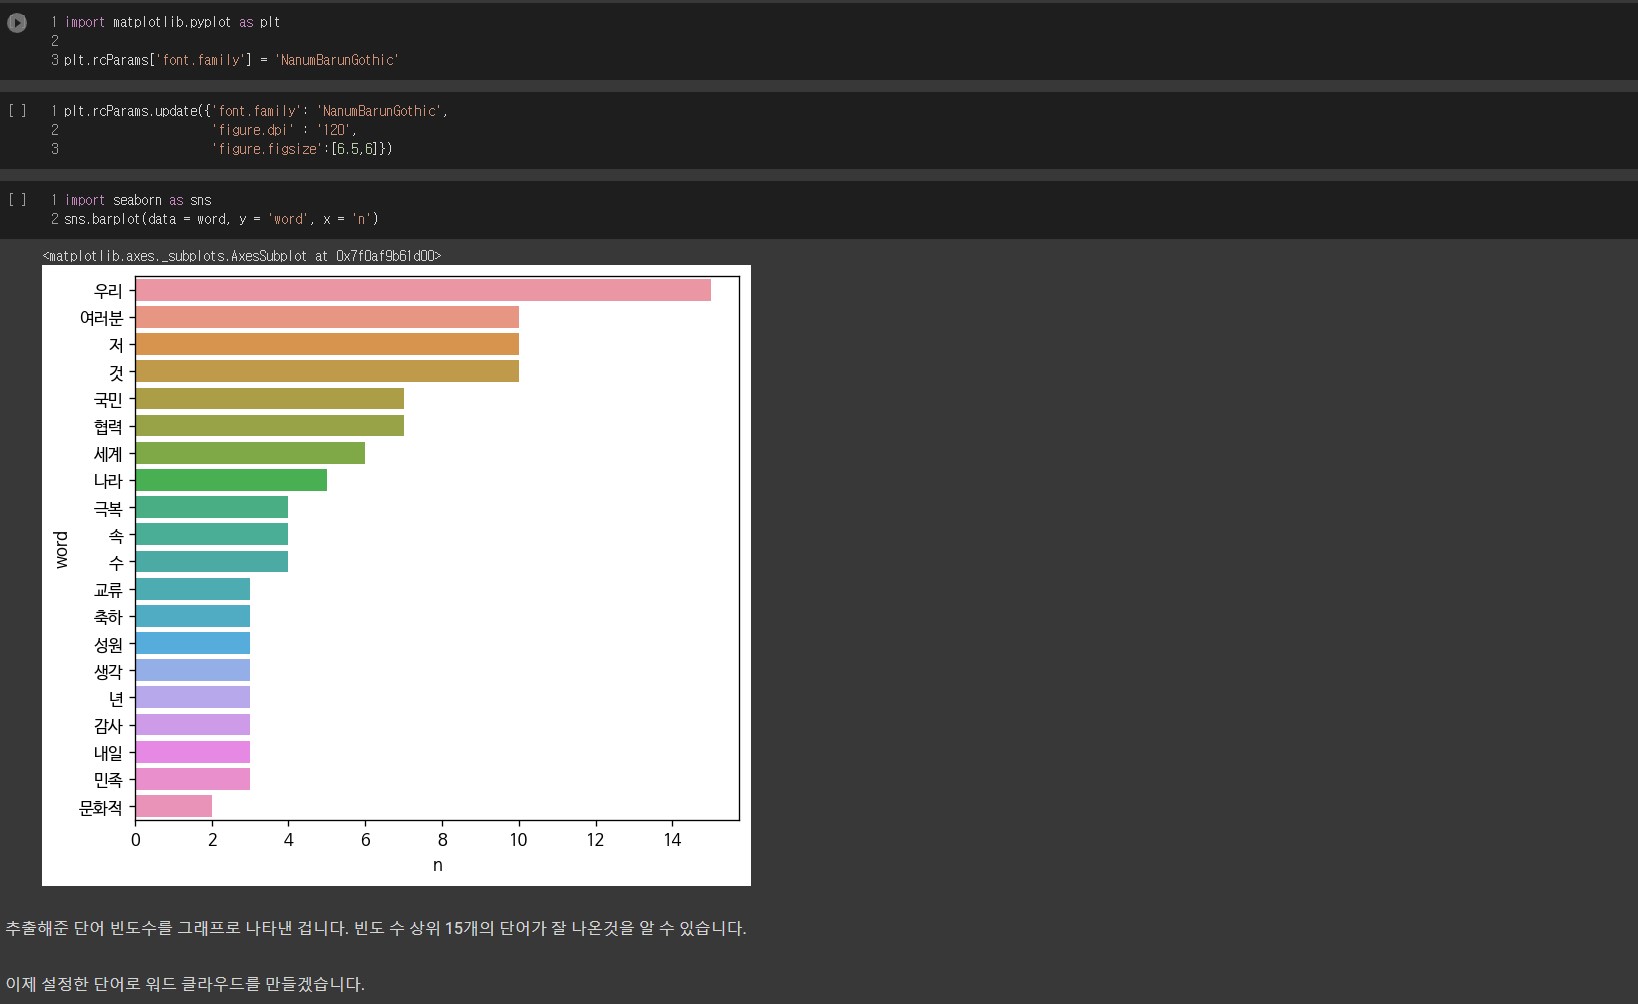 1 import matplotlib.pyplot as plt
2
3 plt.rcParams['font.family'] = 'NanumBarunGothic'
[ ] 1 plt.rcParams.update({'font.family': 'NanumBarunGothic',
2 'figure.dpi' : '120',
3 'figure.figsize':[6.5,6]})
[ ] 1 import seaborn as sns
2 sns.barplot(data = word, y = 'word', x = 'n')
<matplotlib.axes._subplots.AxesSubplot at 0x7f0af9b61d00>
우리
여러분
저
것
국민
협력
세계
나라
극복
속
수
교류
축하
성원
생각
년
감사
내일
민족
문화적
word
0 2 4 6 8 10 12 14
n
추출해준 단어 빈도수를 그래프로 나타낸 겁니다. 빈도 수 상위 15개의 단어가 잘 나온것을 알 수 있습니다.
이제 설정한 단어로 워드 클라우드를 만들겠습니다.